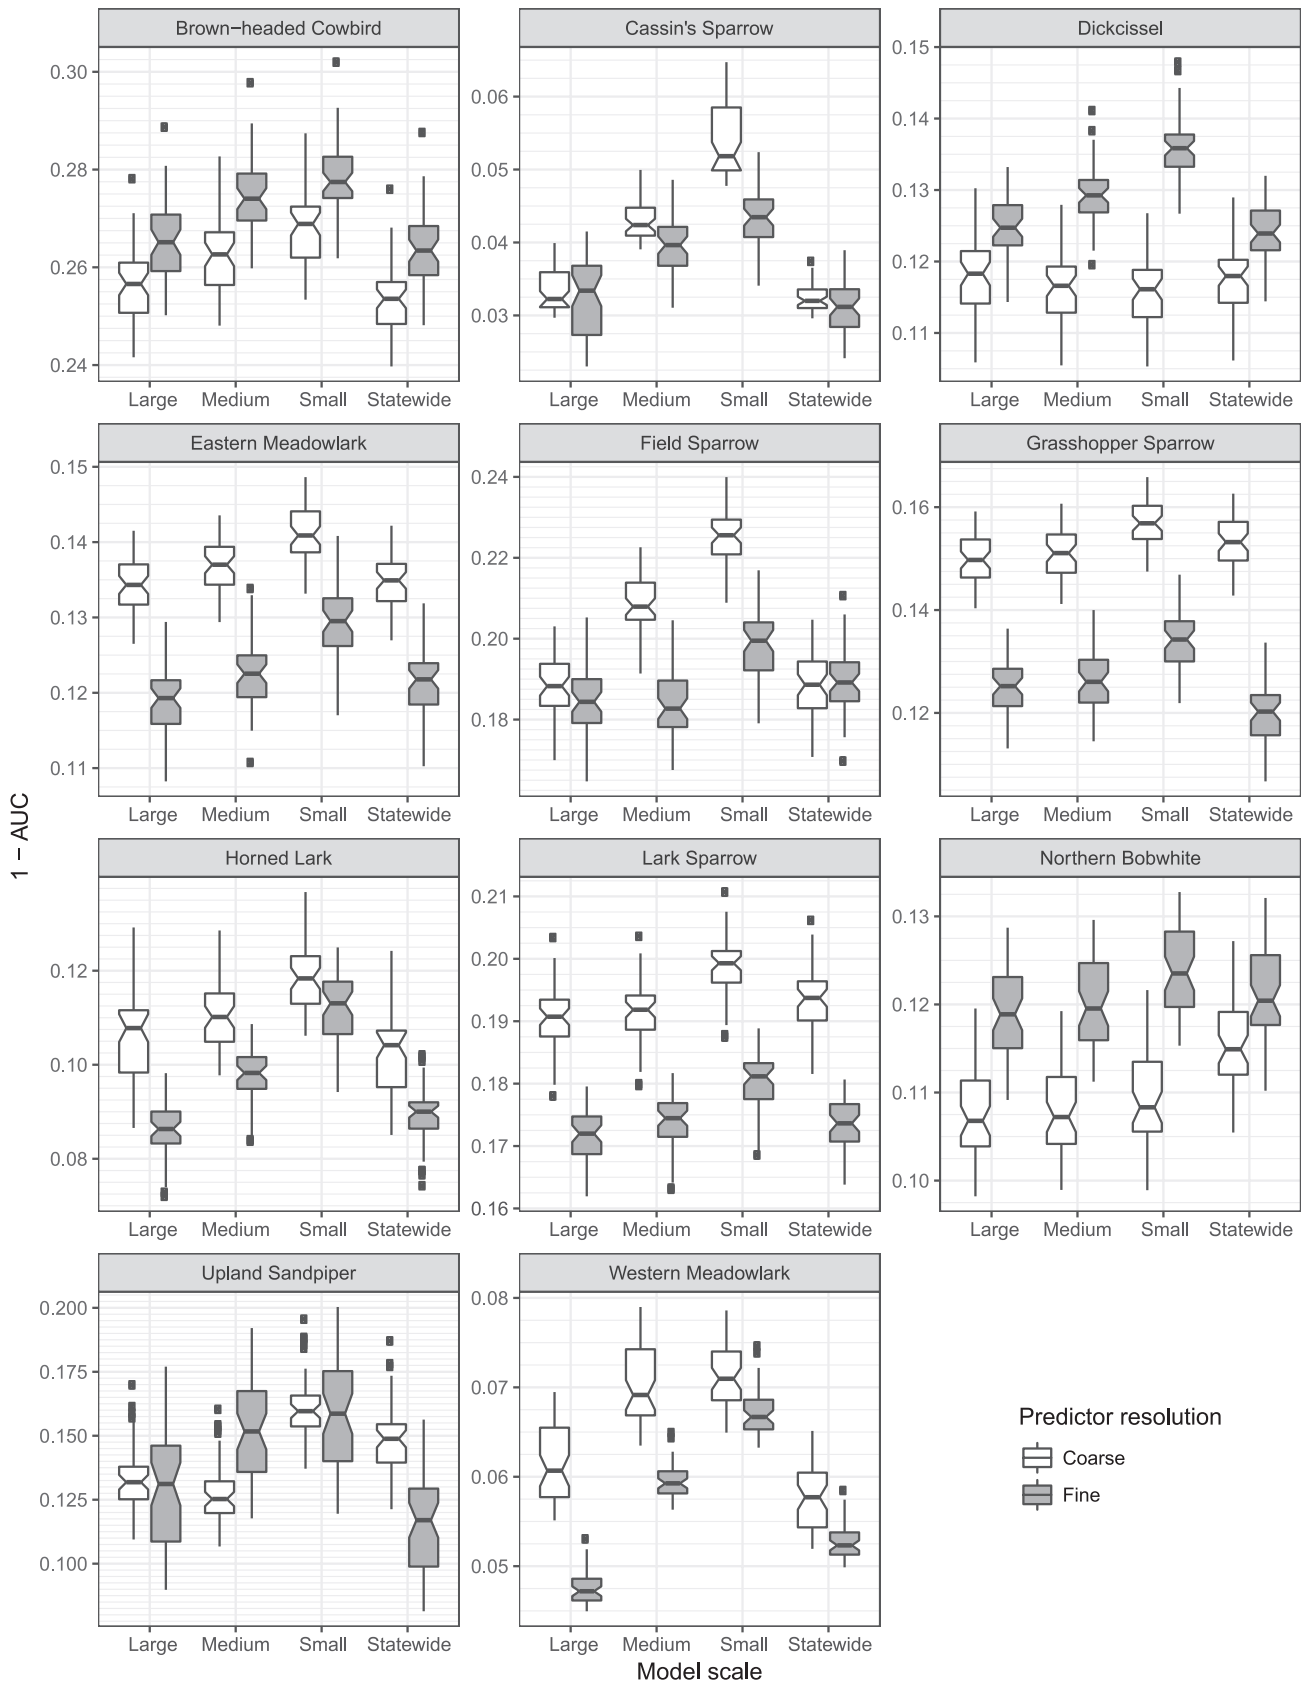 Brown−headed Cowbird
Cassin's Sparrow
Dickcissel
0.30
0.28
0.26
0.24
0.06
0.05
0.04
0.03
0.15
0.14
0.13
0.12
0.11
Large Medium Small Statewide
Large Medium Small Statewide
Large Medium Small Statewide
Eastern Meadowlark
Field Sparrow
Grasshopper Sparrow
0.15
0.14
0.13
0.12
0.11
0.24
0.22
0.20
0.18
0.16
0.14
0.12
Large Medium Small Statewide
Large Medium Small Statewide
Large Medium Small Statewide
1 − AUC
Horned Lark
Lark Sparrow
Northern Bobwhite
0.12
0.10
0.08
0.21
0.20
0.19
0.18
0.17
0.16
0.13
0.12
0.11
0.10
Large Medium Small Statewide
Large Medium Small Statewide
Large Medium Small Statewide
Upland Sandpiper
Western Meadowlark
0.200
0.175
0.150
0.125
0.100
0.08
0.07
0.06
0.05
Large Medium Small Statewide
Large Medium Small Statewide
Model scale
Predictor resolution
Coarse
Fine